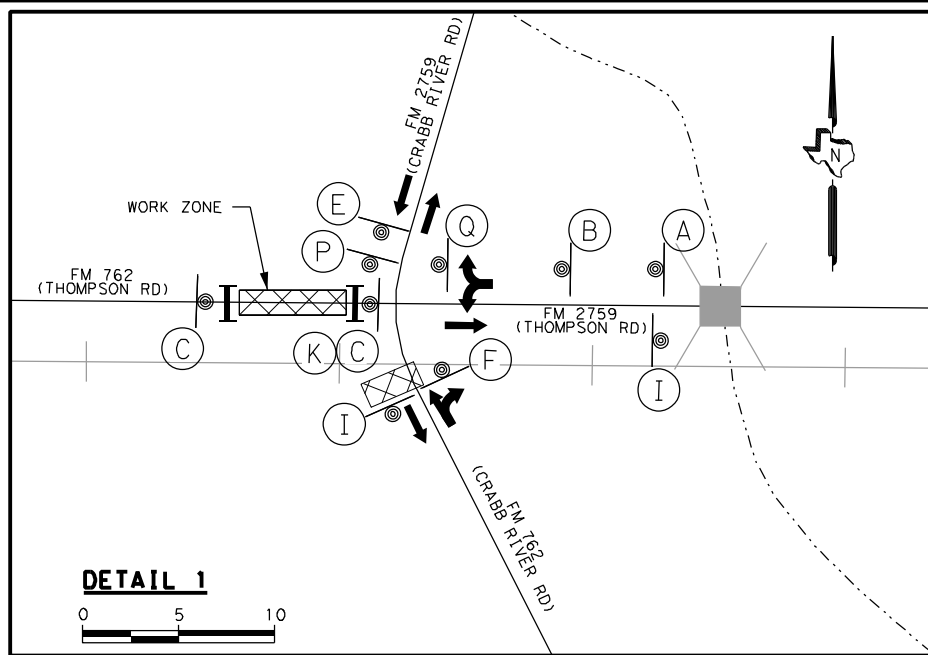 FM 2759
(CRABB RIVER RD)
N
E
Q
B
A
WORK ZONE
P
FM 762
(THOMPSON RD)
FM 2759
(THOMPSON RD)
C
K
C
F
I
I
FM 762
(CRABB RIVER RD)
DETAIL 1
0 5 10